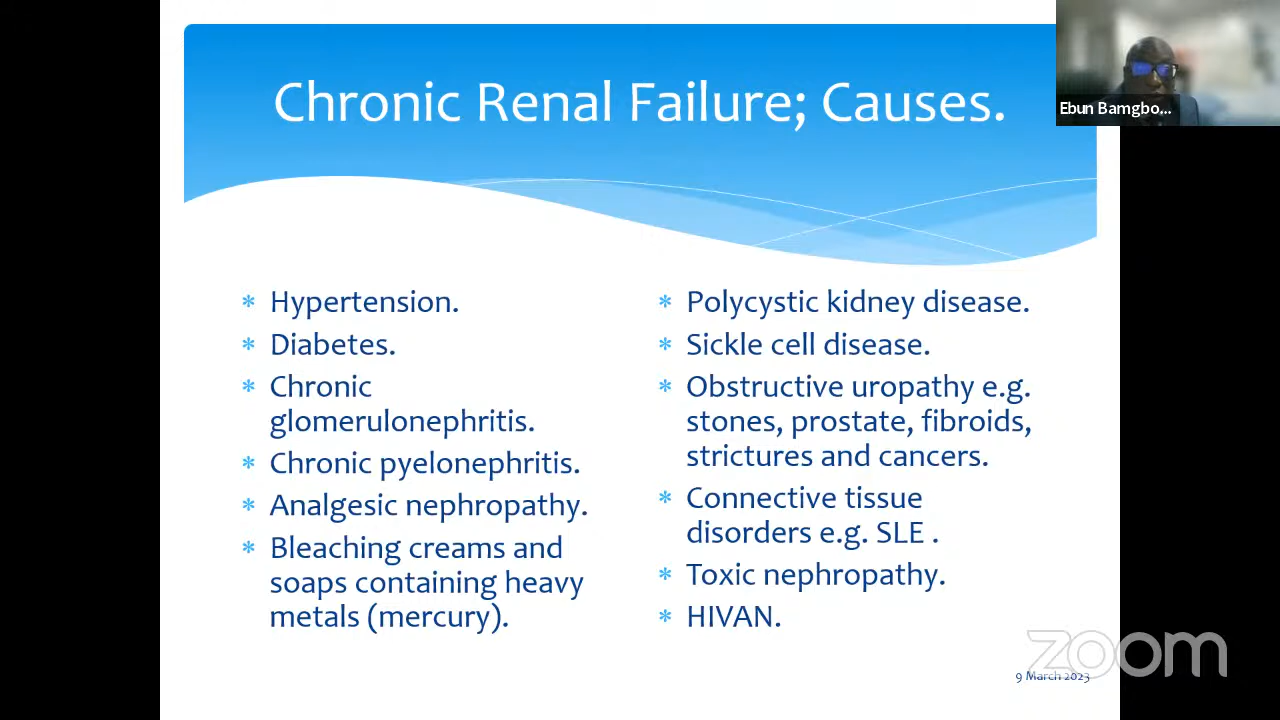 Chronic Renal Failure; Causes.
Ebun Bamgbo...
* Hypertension.
* Diabetes.
* Chronic
glomerulonephritis.
* Chronic pyelonephritis.
* Analgesic nephropathy.
* Bleaching creams and
soaps containing heavy
metals (mercury).
* Polycystic kidney disease.
* Sickle cell disease.
* Obstructive uropathy e.g.
stones, prostate, fibroids,
strictures and cancers.
* Connective tissue
disorders e.g. SLE .
* Toxic nephropathy.
* HIVAN.
zoom
9 March 2023